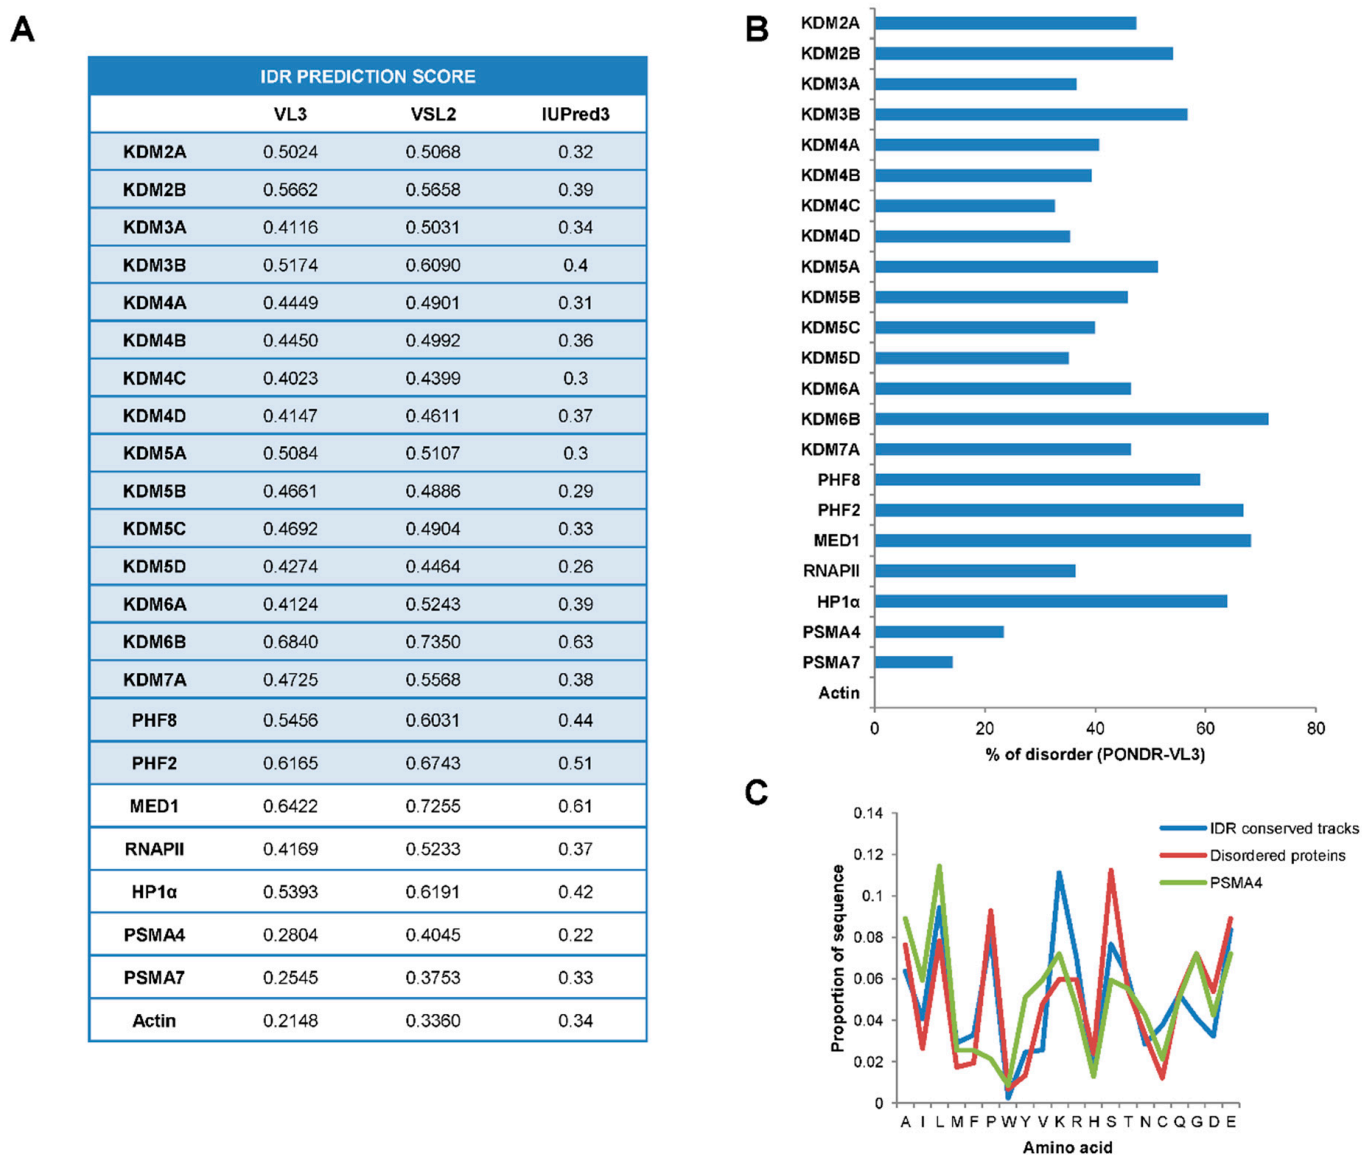 A
IDR PREDICTION SCORE
VL3 VSL2 IUPred3
KDM2A 0.5024 0.5068 0.32
KDM2B 0.5662 0.5658 0.39
KDM3A 0.4116 0.5031 0.34
KDM3B 0.5174 0.6090 0.4
KDM4A 0.4449 0.4901 0.31
KDM4B 0.4450 0.4992 0.36
KDM4C 0.4023 0.4399 0.3
KDM4D 0.4147 0.4611 0.37
KDM5A 0.5084 0.5107 0.3
KDM5B 0.4661 0.4886 0.29
KDM5C 0.4692 0.4904 0.33
KDM5D 0.4274 0.4464 0.26
KDM6A 0.4124 0.5243 0.39
KDM6B 0.6840 0.7350 0.63
KDM7A 0.4725 0.5568 0.38
PHF8 0.5456 0.6031 0.44
PHF2 0.6165 0.6743 0.51
MED1 0.6422 0.7255 0.61
RNAPII 0.4169 0.5233 0.37
HP1α 0.5393 0.6191 0.42
PSMA4 0.2804 0.4045 0.22
PSMA7 0.2545 0.3753 0.33
Actin 0.2148 0.3360 0.34
B
KDM2A
KDM2B
KDM3A
KDM3B
KDM4A
KDM4B
KDM4C
KDM4D
KDM5A
KDM5B
KDM5C
KDM5D
KDM6A
KDM6B
KDM7A
PHF8
PHF2
MED1
RNAPII
HP1α
PSMA4
PSMA7
Actin
0 20 40 60 80
% of disorder (PONDR-VL3)
C
0.14
0.12
0.1
0.08
0.06
0.04
0.02
0
Proportion of sequence
IDR conserved tracks
Disordered proteins
PSMA4
A I L M F P W Y V K R H S T N C Q G D E
Amino acid